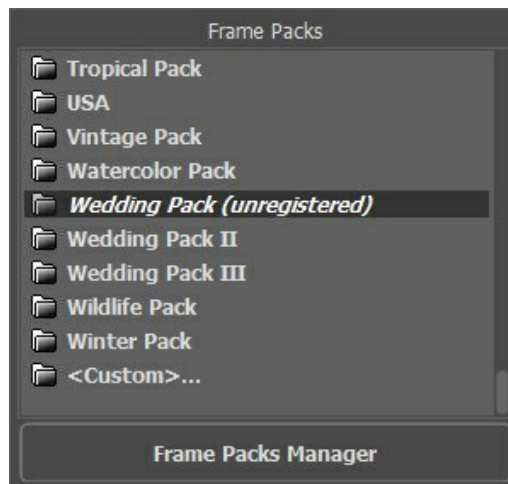 Frame Packs
Tropical Pack
USA
Vintage Pack
Watercolor Pack
Wedding Pack (unregistered)
Wedding Pack II
Wedding Pack III
Wildlife Pack
Winter Pack
<Custom>...
Frame Packs Manager